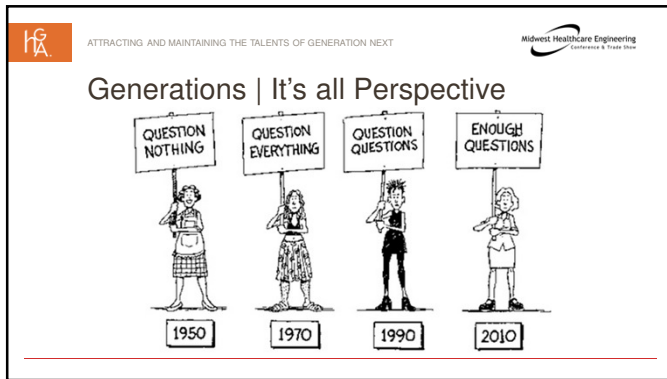 HGA
ATTRACTING AND MAINTAINING THE TALENTS OF GENERATION NEXT
Midwest Healthcare Engineering
Conference & Trade Show
Generations | It's all Perspective
QUESTION
NOTHING
QUESTION
EVERYTHING
QUESTION
QUESTIONS
ENOUGH
QUESTIONS
1950
1970
1990
2010